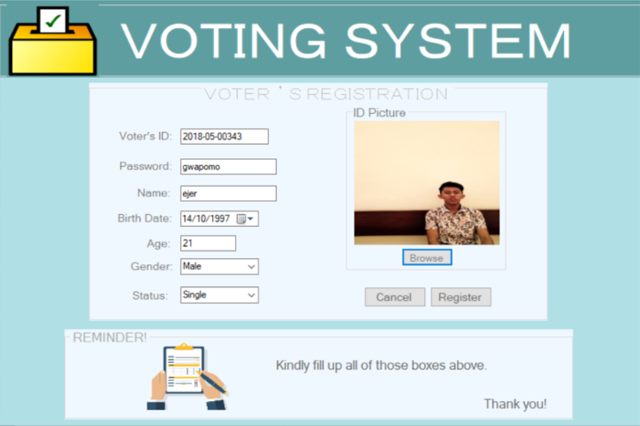 VOTING SYSTEM
VOTER 'S REGISTRATION
Voter's ID: 2018-05-00343
Password: gwapomo
Name: ejer
Birth Date: 14/10/1997
Age: 21
Gender: Male
Status: Single
ID Picture
Browse
Cancel Register
REMINDER!
Kindly fill up all of those boxes above.
Thank you!